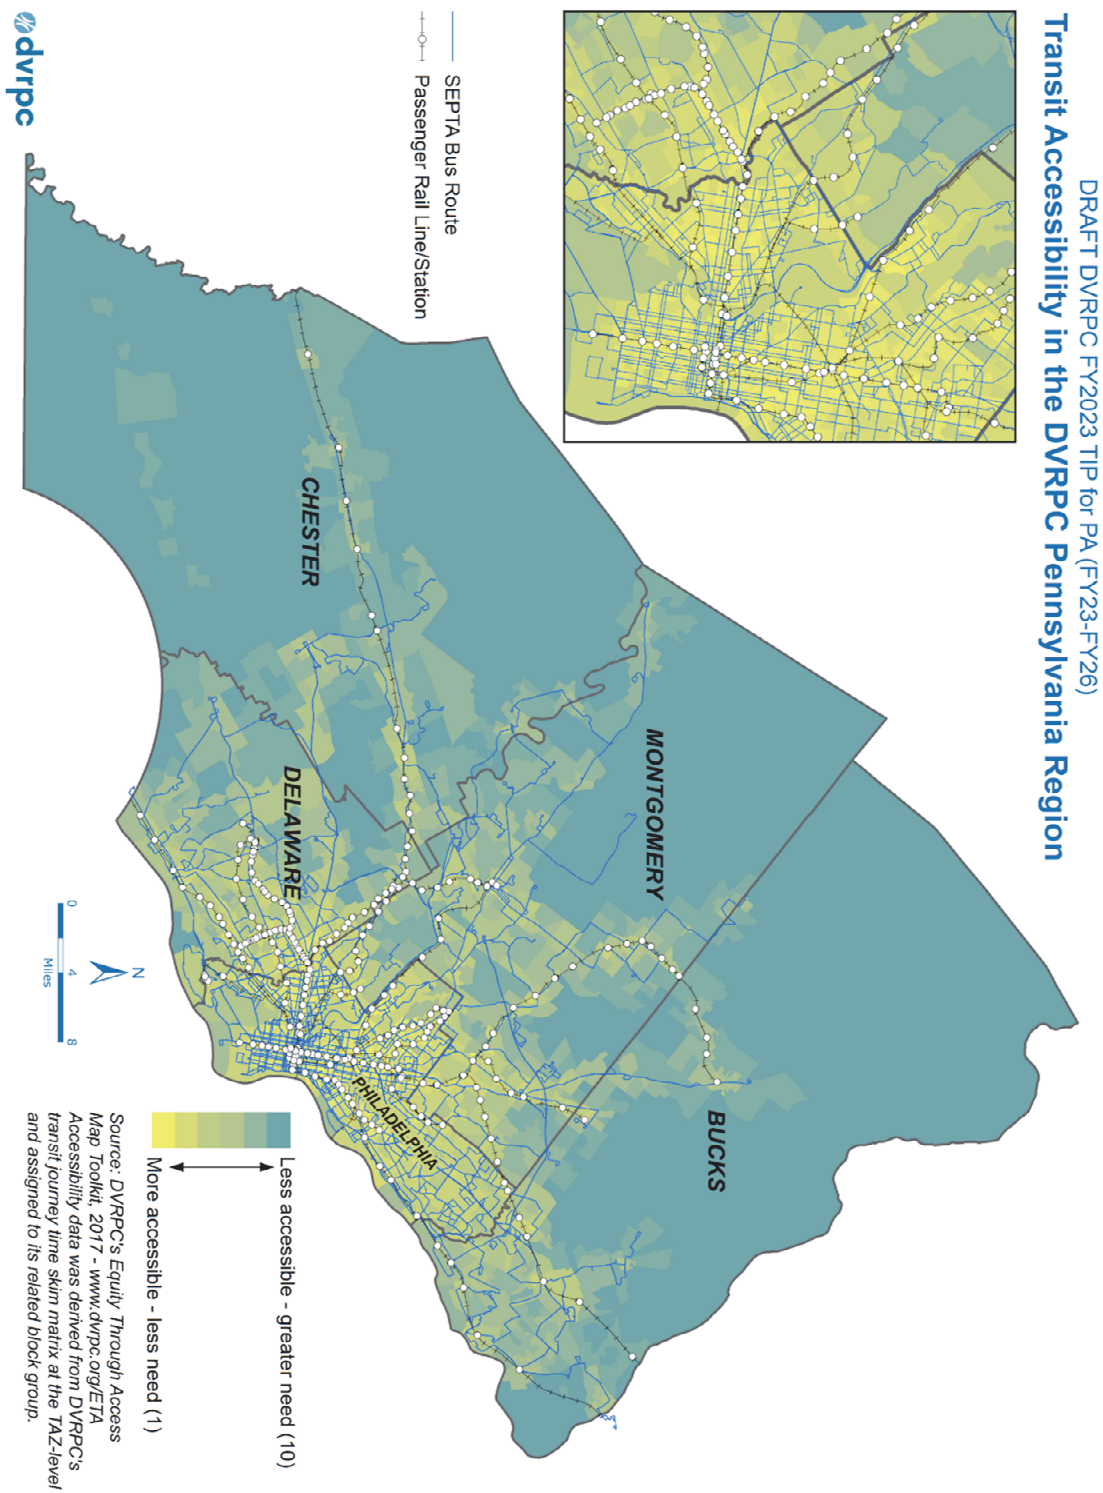 DRAFT DVRPC FY2023 TIP for PA (FY23-FY26)
Transit Accessibility in the DVRPC Pennsylvania Region
SEPTA Bus Route
Passenger Rail Line/Station
MONTGOMERY
BUCKS
CHESTER
DELAWARE
PHILADELPHIA
N
0 4 8
Miles
Less accessible - greater need (10)
More accessible - less need (1)
Source: DVRPC's Equity Through Access
Map Toolkit, 2017 - www.dvrpc.org/ETA
Accessibility data was derived from DVRPC's
transit journey time skim matrix at the TAZ-level
and assigned to its related block group.
dvrpc